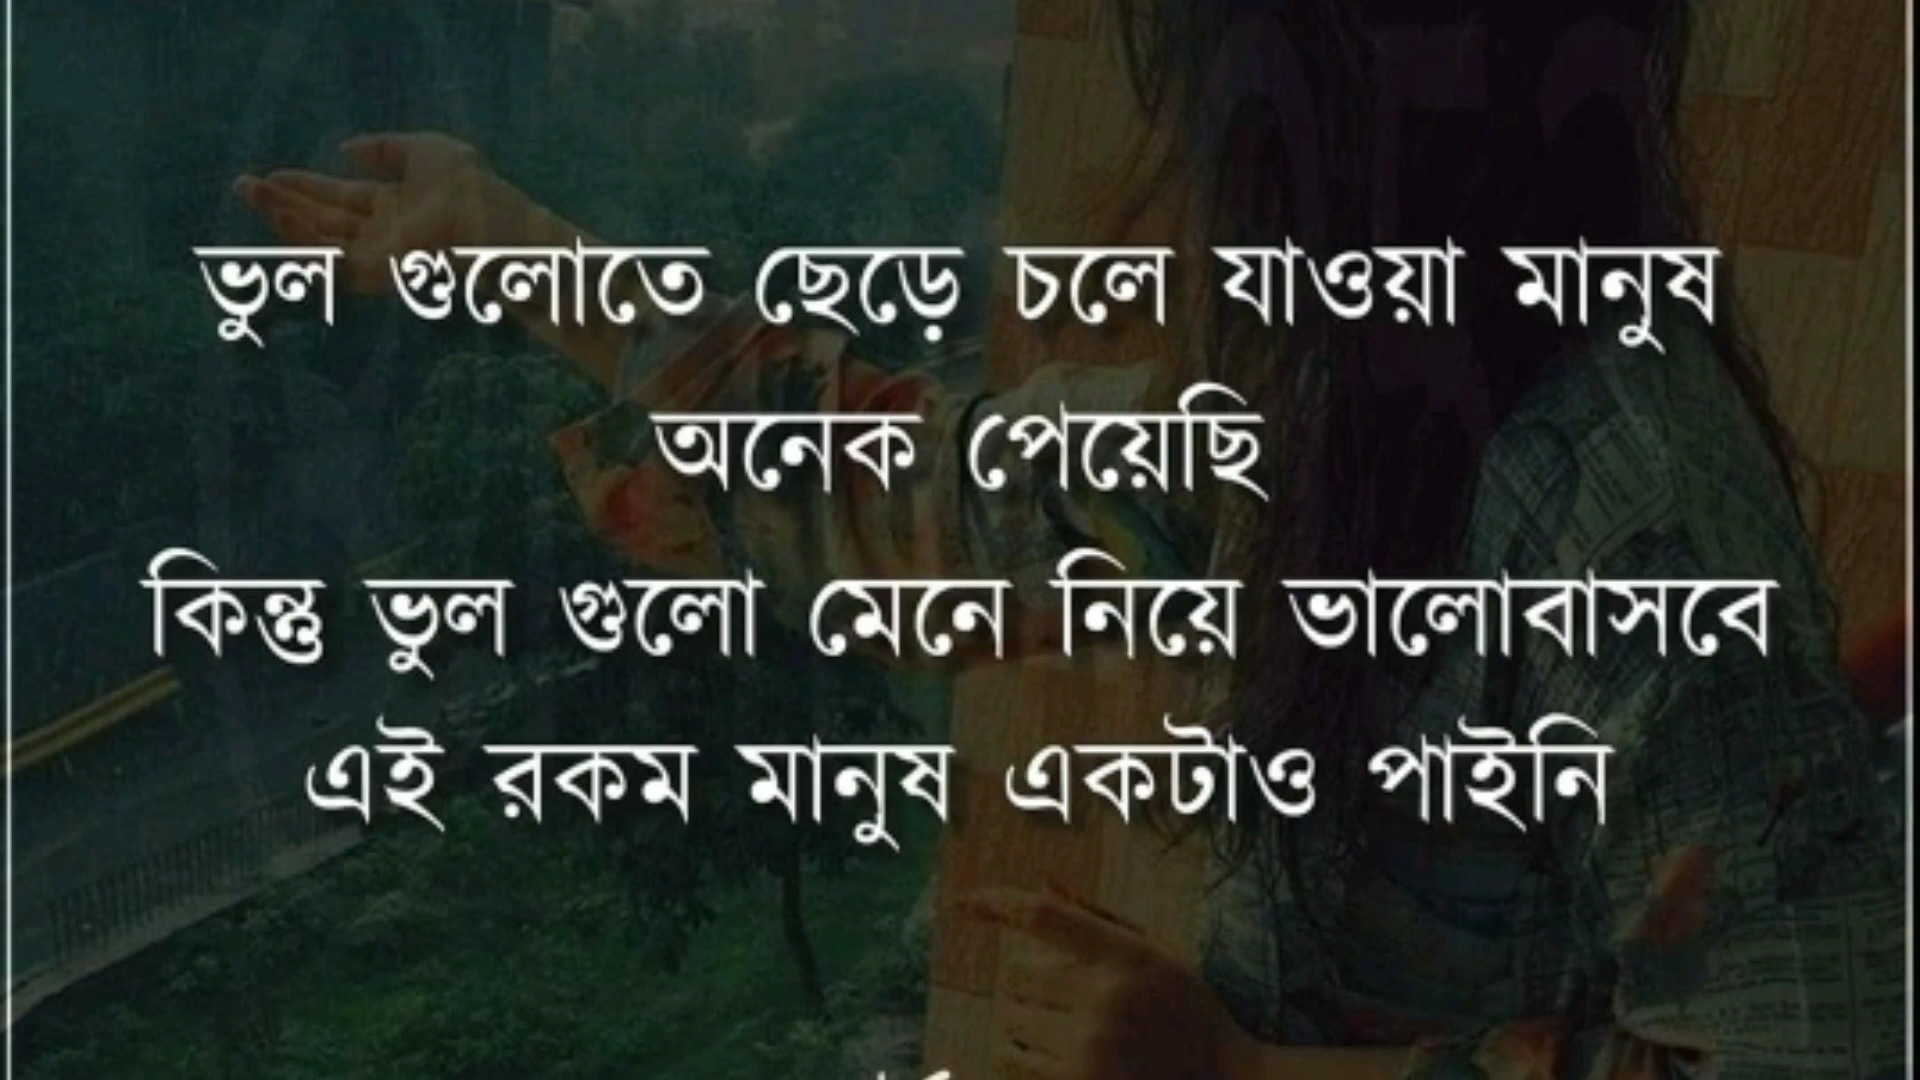 ভুল গুলোতে ছেড়ে চলে যাওয়া মানুষ
অনেক পেয়েছি
কিন্তু ভুল গুলো মেনে নিয়ে ভালোবাসবে
এই রকম মানুষ একটাও পাইনি